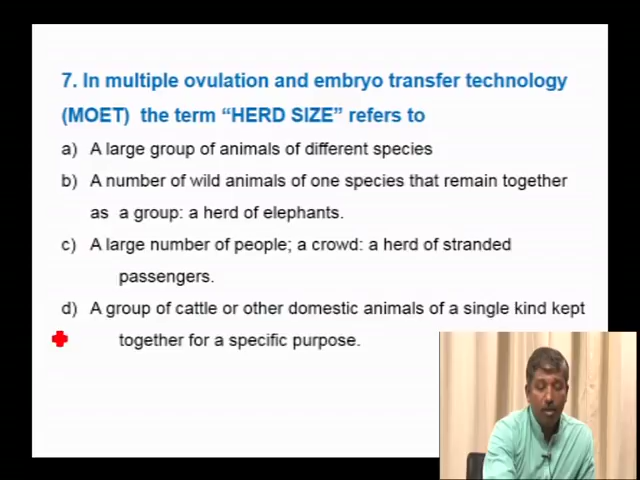 7. In multiple ovulation and embryo transfer technology
(MOET) the term “HERD SIZE” refers to
a) A large group of animals of different species
b) A number of wild animals of one species that remain together
as a group: a herd of elephants.
c) A large number of people; a crowd: a herd of stranded
passengers.
d) A group of cattle or other domestic animals of a single kind kept
together for a specific purpose.